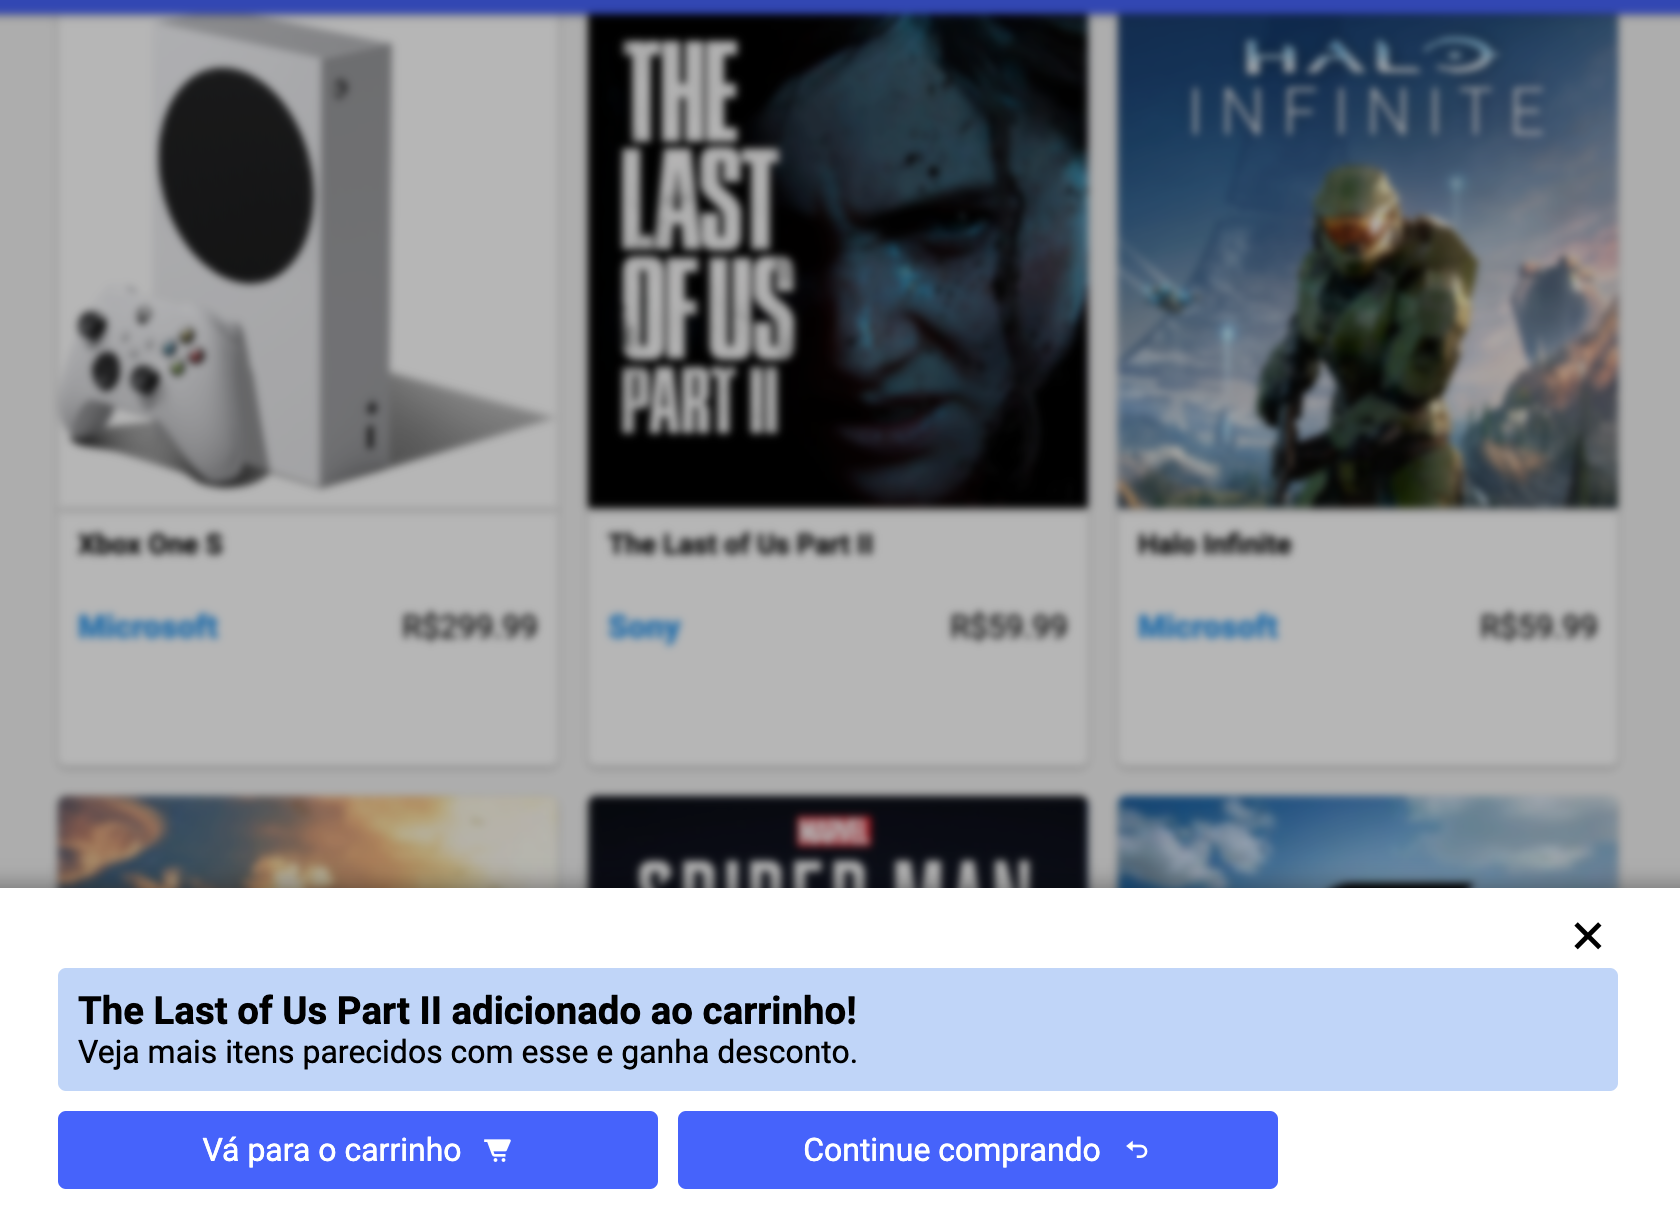 THE
LAST
OF US
PART II
HALO
INFINITE
Xbox One S
The Last of Us Part II
Halo Infinite
Microsoft
R$299.99
Sony
R$59.99
Microsoft
R$59.99
MARVEL
SPIDER-MAN
The Last of Us Part II adicionado ao carrinho!
Veja mais itens parecidos com esse e ganha desconto.
Vá para o carrinho
Continue comprando